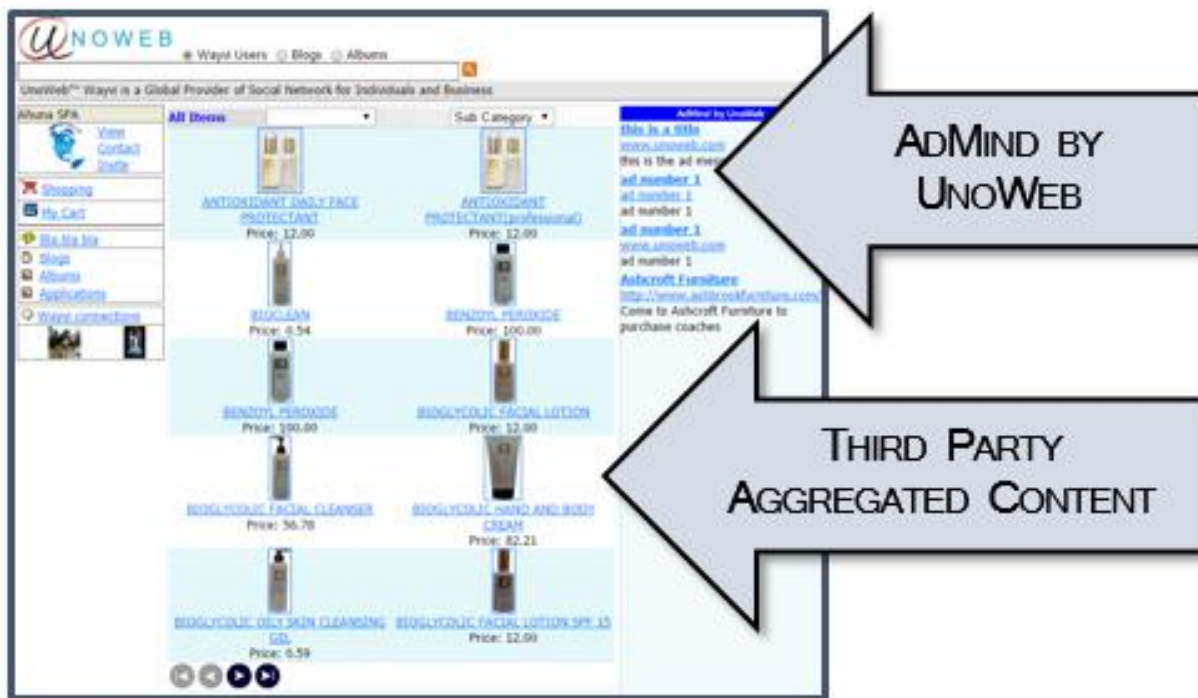 UNOWEB
Wayvi Users Blogs Albums
UnoWeb™ Wayvi is a Global Provider of Social Network for Individuals and Business
Ahuna SPA
View
Contact
Invite
Shopping
My Cart
Bla bla bla
Blogs
Albums
Applications
Wayvi connections
All Items
Sub Category
ANTIOXIDANT DAILY FACE
PROTECTANT
Price: 12.00
ANTIOXIDANT
PROTECTANT(professional)
Price: 12.00
BIOCLEAN
Price: 0.54
BENZOYL PEROXIDE
Price: 100.00
BENZOYL PEROXIDE
Price: 100.00
BIOGLYCOLIC FACIAL LOTION
Price: 12.00
BIOGLYCOLIC FACIAL CLEANSER
Price: 56.78
BIOGLYCOLIC HAND AND BODY
CREAM
Price: 82.21
BIOGLYCOLIC OILY SKIN CLEANSING
GEL
Price: 0.59
BIOGLYCOLIC FACIAL LOTION SPF 15
Price: 12.00
AdMind by UnoWeb
this is a title
www.unoweb.com
this is the ad
ad number 1
ad number 1
ad number 1
ad number 1
www.unoweb.com
ad number 1
Ashcroft Furniture
Come to Ashcroft Furniture to
purchase coaches
ADMIND BY
UNOWEB
THIRD PARTY
AGGREGATED CONTENT